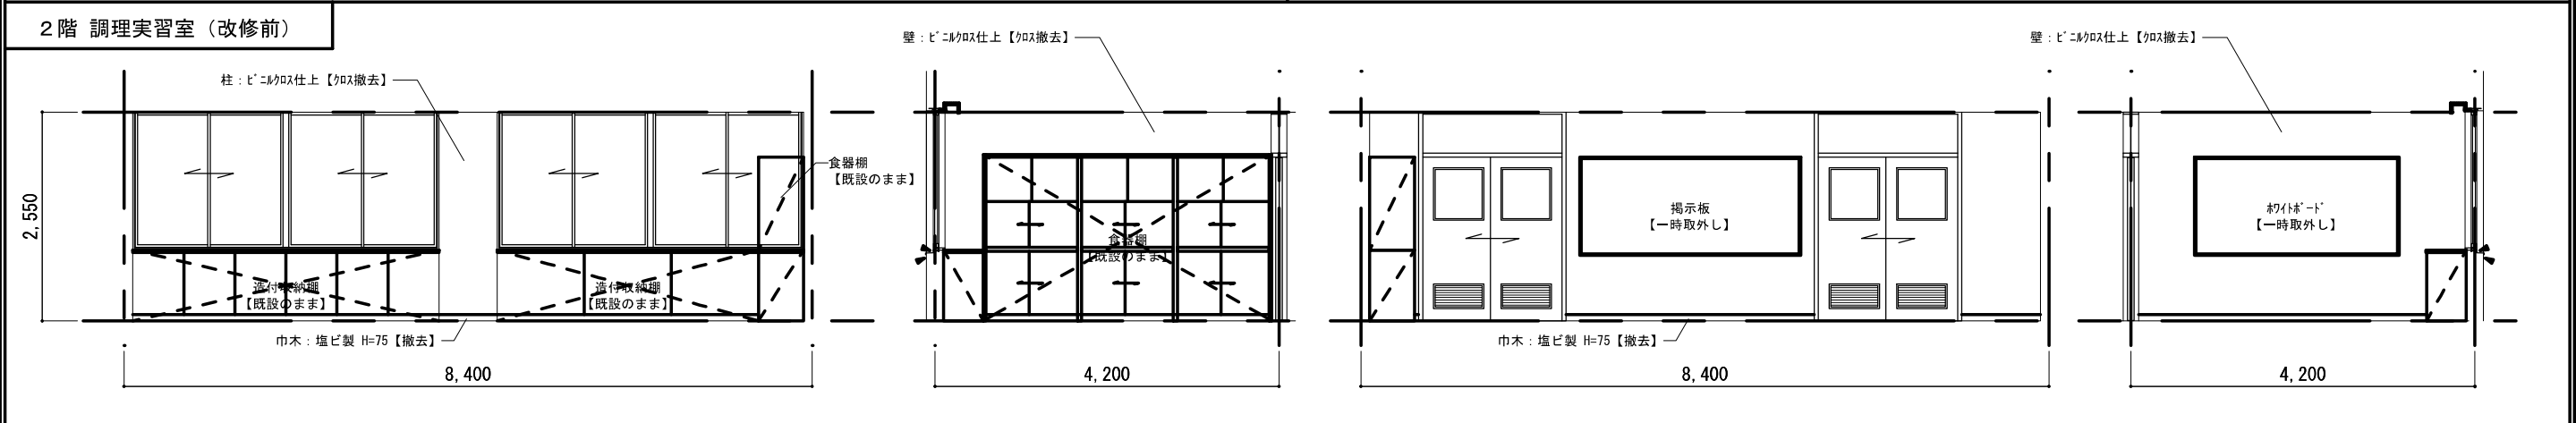 ２階 調理実習室（改修前）
柱：ﾋﾞﾆﾙｸﾛｽ仕上【ｸﾛｽ撤去】
2,550
食器棚
【既設のまま】
造付収納棚
【既設のまま】
造付収納棚
【既設のまま】
巾木：塩ビ製 H=75【撤去】
8,400
壁：ﾋﾞﾆﾙｸﾛｽ仕上【ｸﾛｽ撤去】
食器棚
【既設のまま】
4,200
掲示板
【一時取外し】
巾木：塩ビ製 H=75【撤去】
8,400
壁：ﾋﾞﾆﾙｸﾛｽ仕上【ｸﾛｽ撤去】
ﾎﾜｲﾄﾎﾞｰﾄﾞ
【一時取外し】
4,200